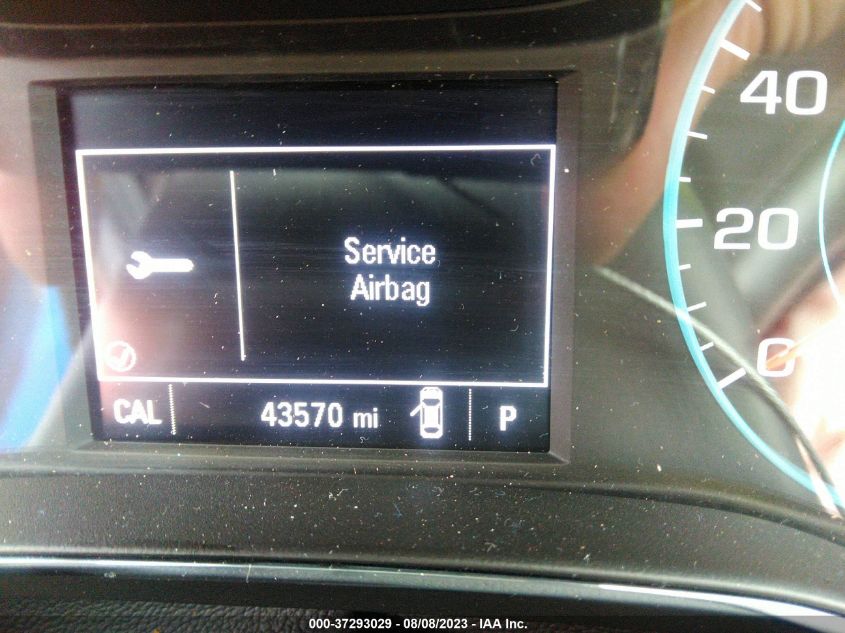 40
20
0
Service
Airbag
CAL 43570 mi P
000-37293029 - 08/08/2023 - IAA Inc.